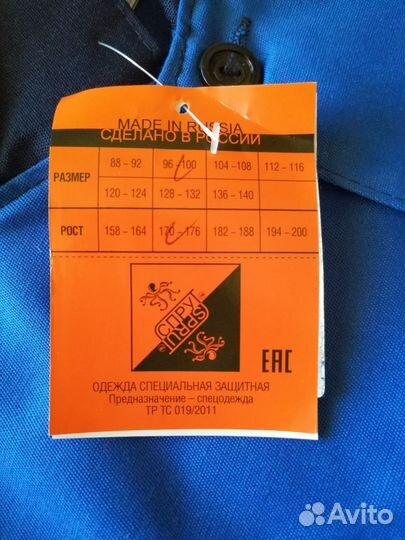 MADE IN RUSSIA
СДЕЛАНО В РОССИИ
РАЗМЕР
88 – 92 96 –100 104 –108 112 – 116
120 – 124 128 – 132 136 – 140
РОСТ 158 – 164 170 – 176 182 – 188 194 – 200
СПРУТ
SPRUT
EAC
ОДЕЖДА СПЕЦИАЛЬНАЯ ЗАЩИТНАЯ
Предназначение – спецодежда
ТР ТС 019/2011
Avito